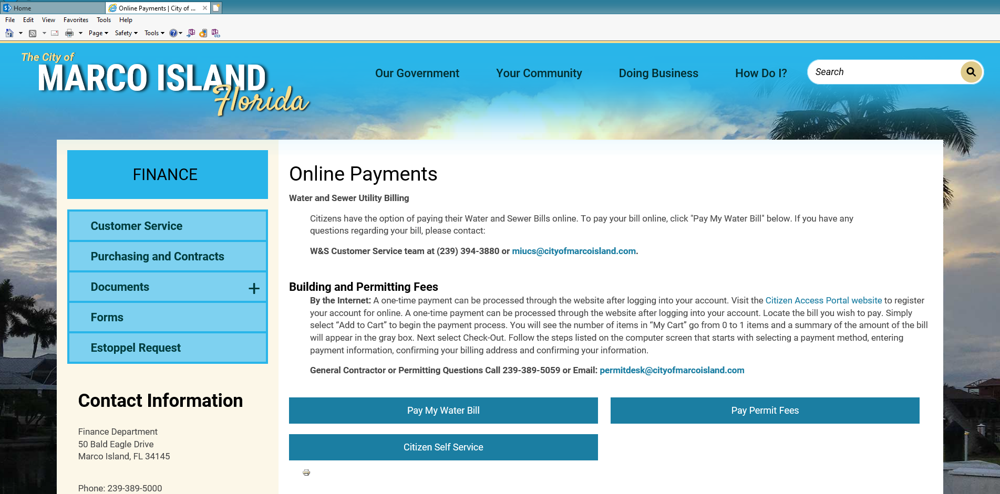 Home
Online Payments | City of ...
File Edit View Favorites Tools Help
Page Safety Tools
The City of
MARCO ISLAND
Florida
Our Government
Your Community
Doing Business
How Do I?
Search
FINANCE
Customer Service
Purchasing and Contracts
Documents
Forms
Estoppel Request
Contact Information
Finance Department
50 Bald Eagle Drive
Marco Island, FL 34145
Phone: 239-389-5000
Online Payments
Water and Sewer Utility Billing
Citizens have the option of paying their Water and Sewer Bills online. To pay your bill online, click "Pay My Water Bill" below. If you have any
questions regarding your bill, please contact:
W&S Customer Service team at (239) 394-3880 or miucs@cityofmarcoisland.com.
Building and Permitting Fees
By the Internet: A one-time payment can be processed through the website after logging into your account. Visit the Citizen Access Portal website to register
your account for online. A one-time payment can be processed through the website after logging into your account. Locate the bill you wish to pay. Simply
select “Add to Cart” to begin the payment process. You will see the number of items in “My Cart” go from 0 to 1 items and a summary of the amount of the bill
will appear in the gray box. Next select Check-Out. Follow the steps listed on the computer screen that starts with selecting a payment method, entering
payment information, confirming your billing address and confirming your information.
General Contractor or Permitting Questions Call 239-389-5059 or Email: permitdesk@cityofmarcoisland.com
Pay My Water Bill
Pay Permit Fees
Citizen Self Service